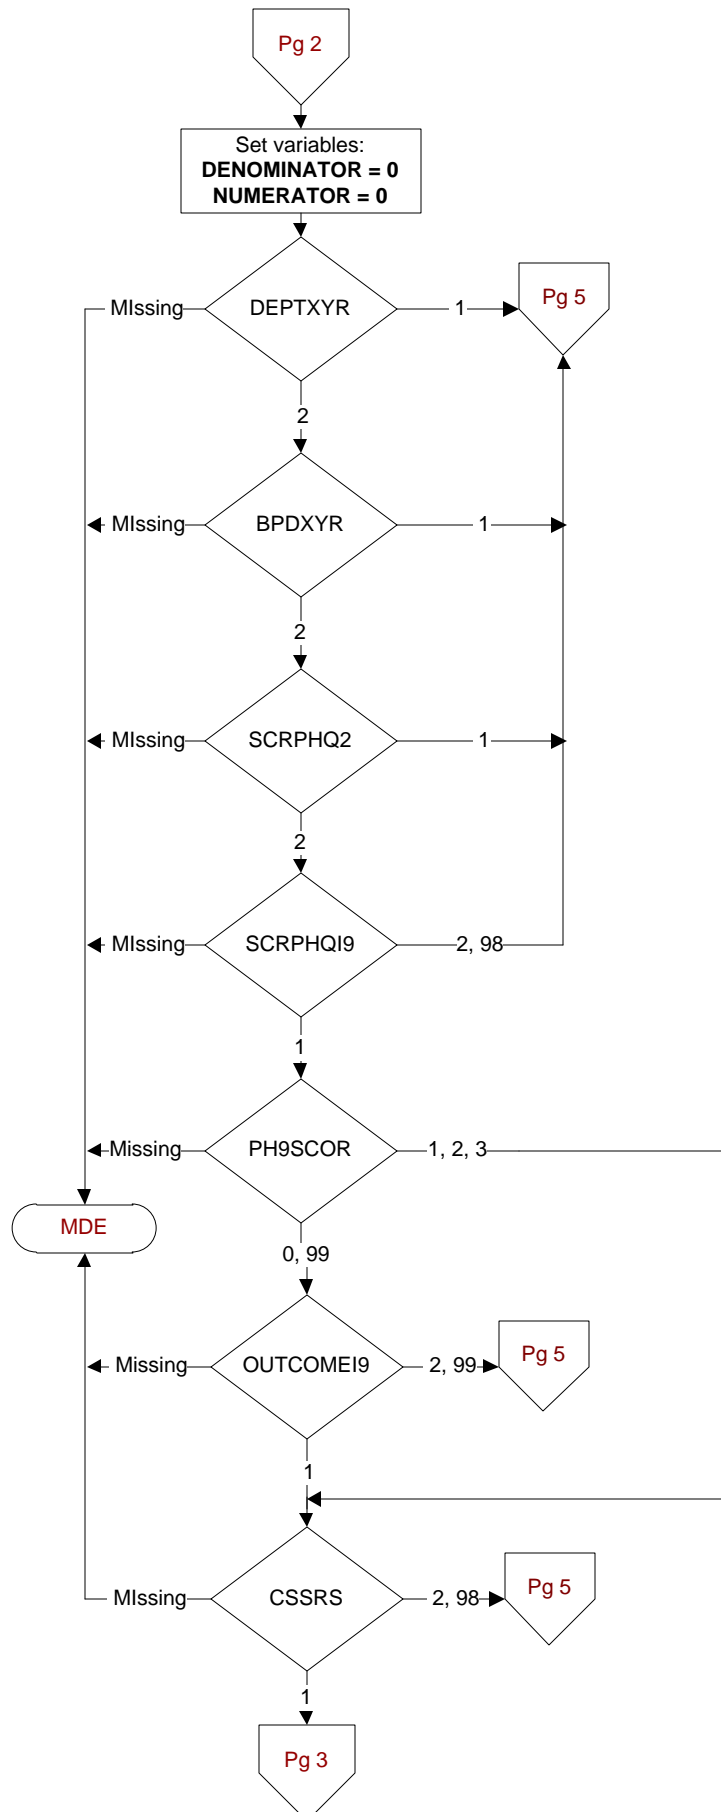 Pg 2
Set variables:
DENOMINATOR = 0
NUMERATOR = 0
MIssing
DEPTXYR
1
Pg 5
2
MIssing
BPDXYR
1
2
MIssing
SCRPHQ2
1
2
MIssing
SCRPHQI9
2, 98
1
Missing
PH9SCOR
1, 2, 3
MDE
0, 99
Missing
OUTCOMEI9
2, 99
Pg 5
1
MIssing
CSSRS
2, 98
Pg 5
1
Pg 3